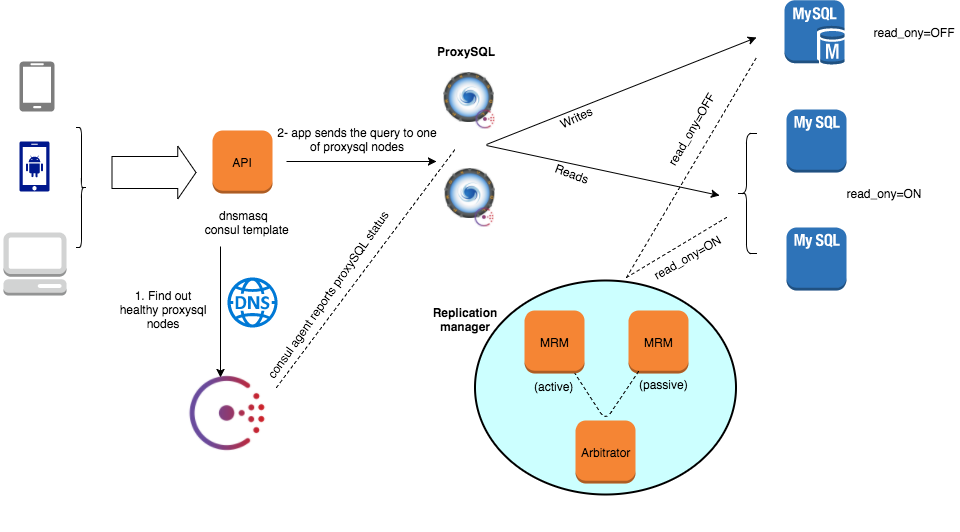 MySQL
M
read_ony=OFF
ProxySQL
2- app sends the query to one
of proxysql nodes
API
Writes
read_ony=OFF
Reads
My SQL
read_ony=ON
My SQL
dnsmasq
consul template
consul agent reports proxySQL status
read_ony=ON
1. Find out
healthy proxysql
nodes
DNS
Replication
manager
MRM
MRM
(active)
(passive)
Arbitrator